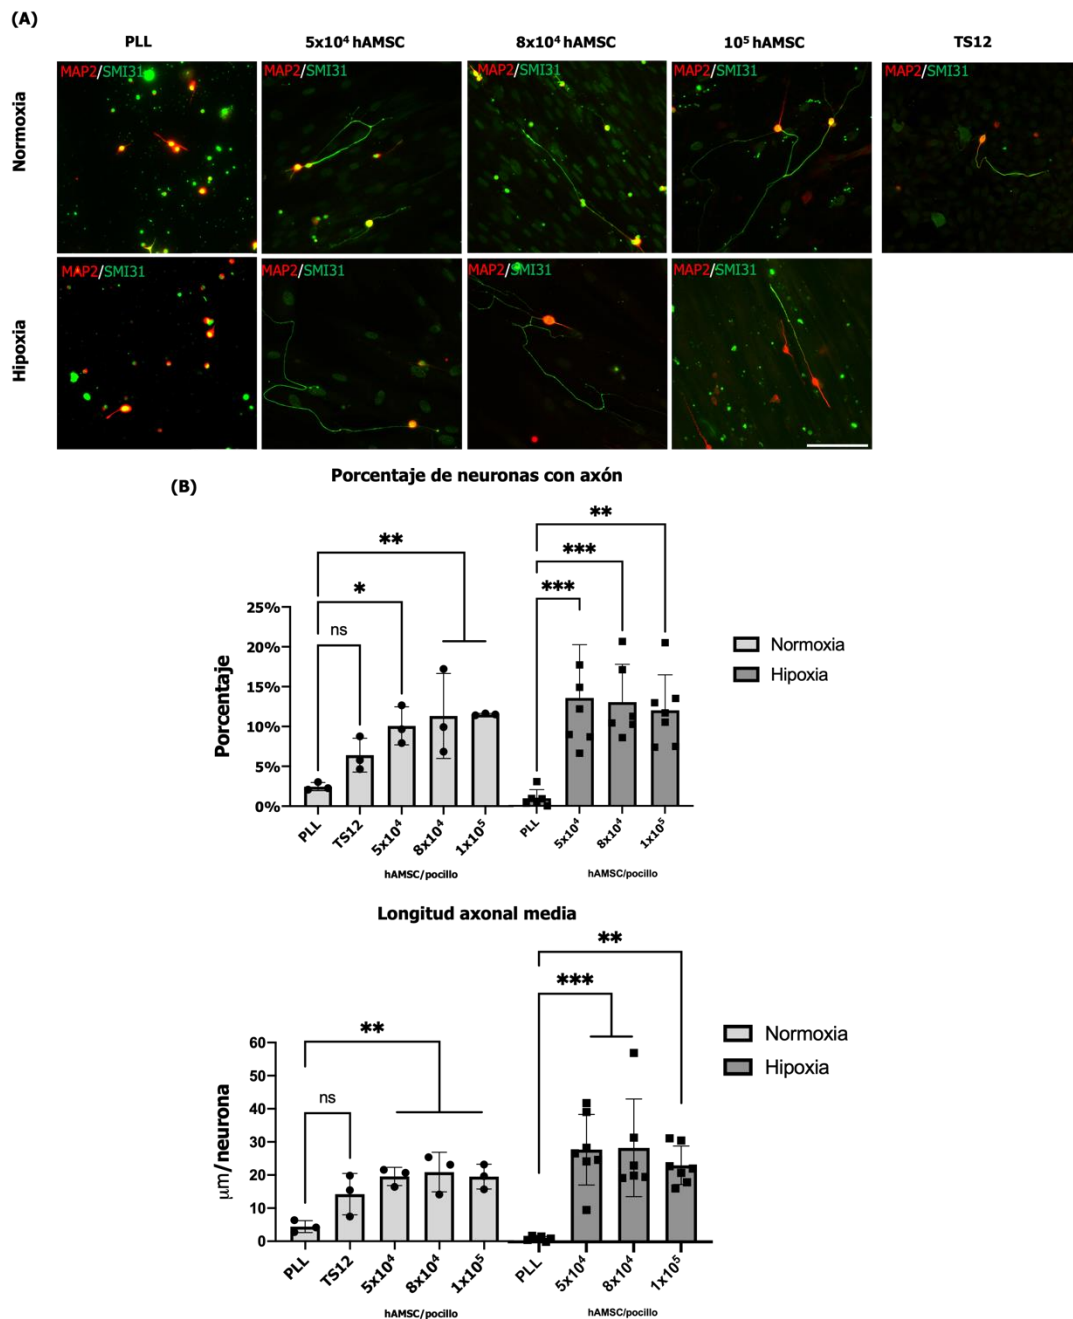 (A)
PLL 5x10⁴ hAMSC 8x10⁴ hAMSC 10⁵ hAMSC TS12
Normoxia
MAP2/SMI31 MAP2/SMI31 MAP2/SMI31 MAP2/SMI31 MAP2/SMI31
Hipoxia
MAP2/SMI31 MAP2/SMI31 MAP2/SMI31 MAP2/SMI31
(B)
Porcentaje de neuronas con axón
** ** *** *** * ns
Porcentaje
25%
20%
15%
10%
5%
0%
Normoxia
Hipoxia
PLL TS12 5x10⁴ 8x10⁴ 1x10⁵ PLL 5x10⁴ 8x10⁴ 1x10⁵
hAMSC/pocillo hAMSC/pocillo
Longitud axonal media
** *** ** ns
µm/neurona
60
50
40
30
20
10
0
Normoxia
Hipoxia
PLL TS12 5x10⁴ 8x10⁴ 1x10⁵ PLL 5x10⁴ 8x10⁴ 1x10⁵
hAMSC/pocillo hAMSC/pocillo